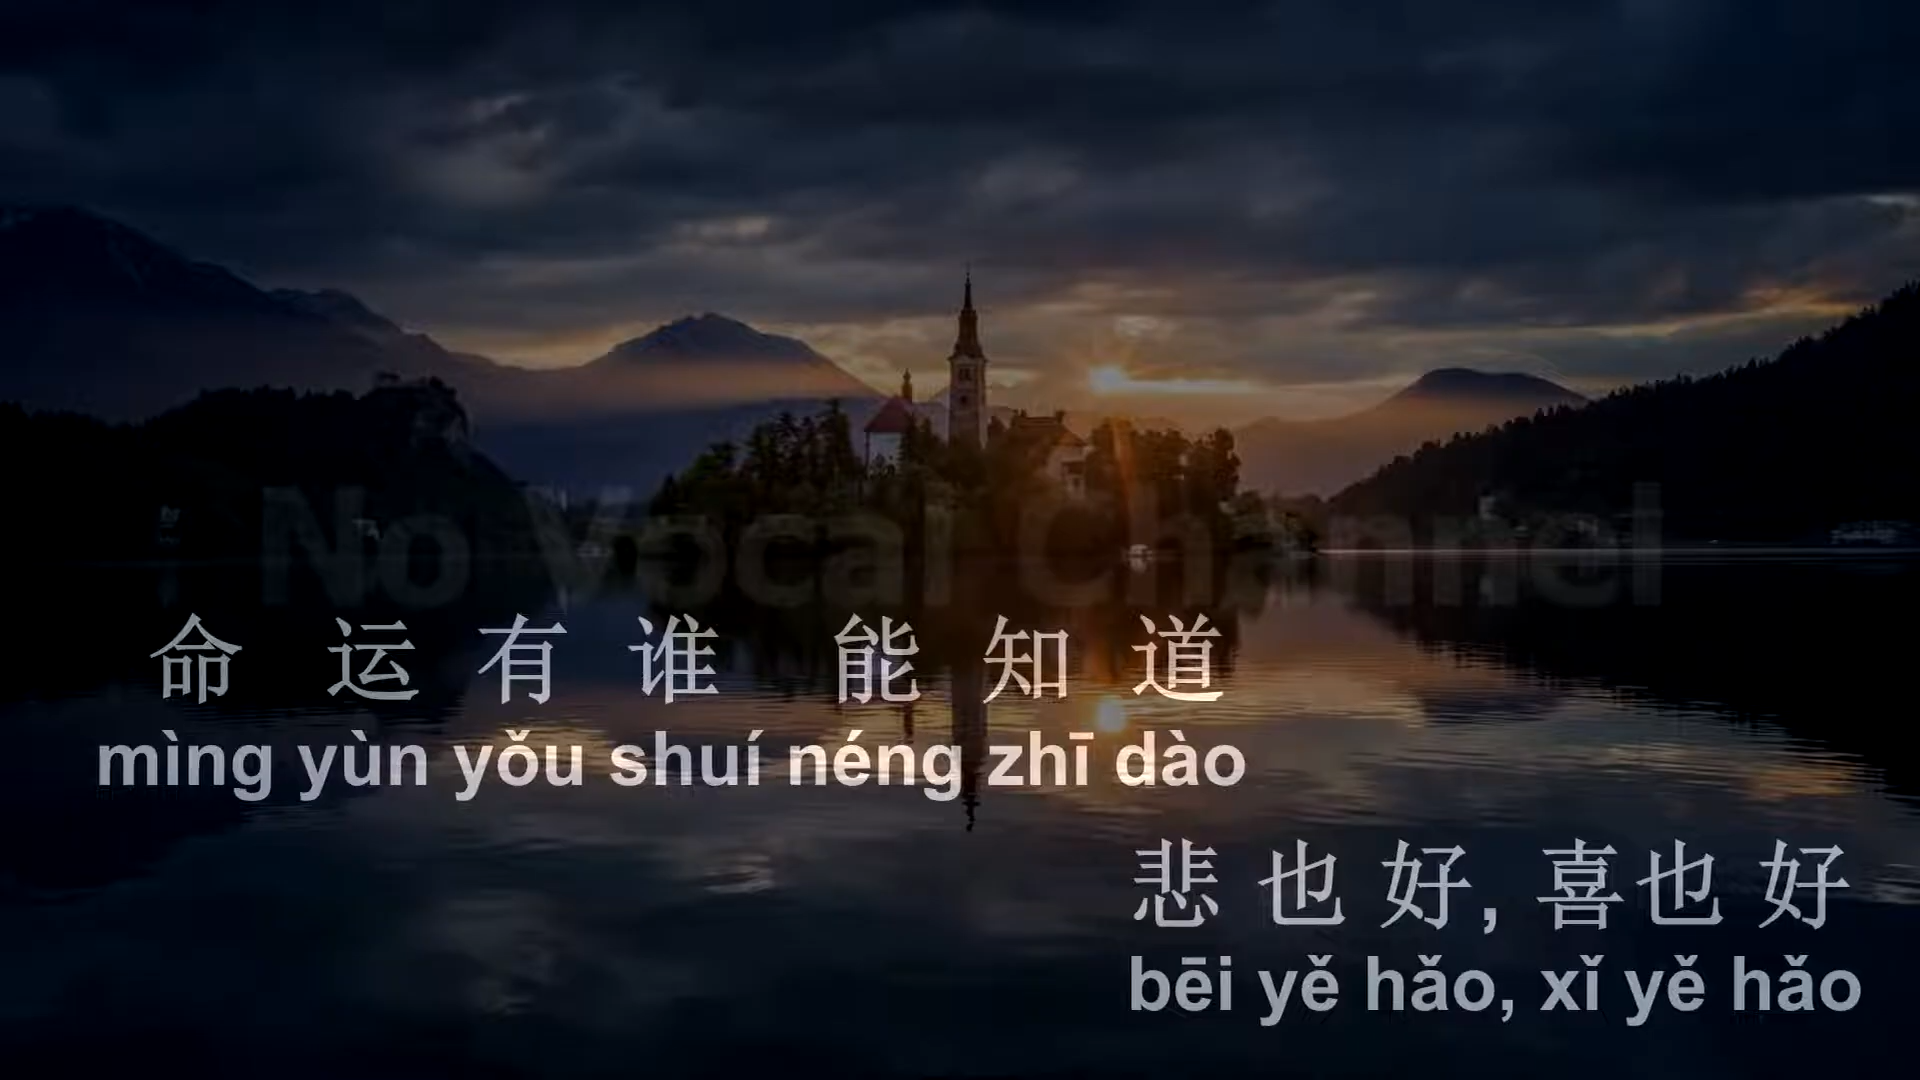 No Vocal Channel
命 运 有 谁 能 知 道
mìng yùn yǒu shuí néng zhī dào
悲 也 好, 喜 也 好
bēi yě hǎo, xǐ yě hǎo